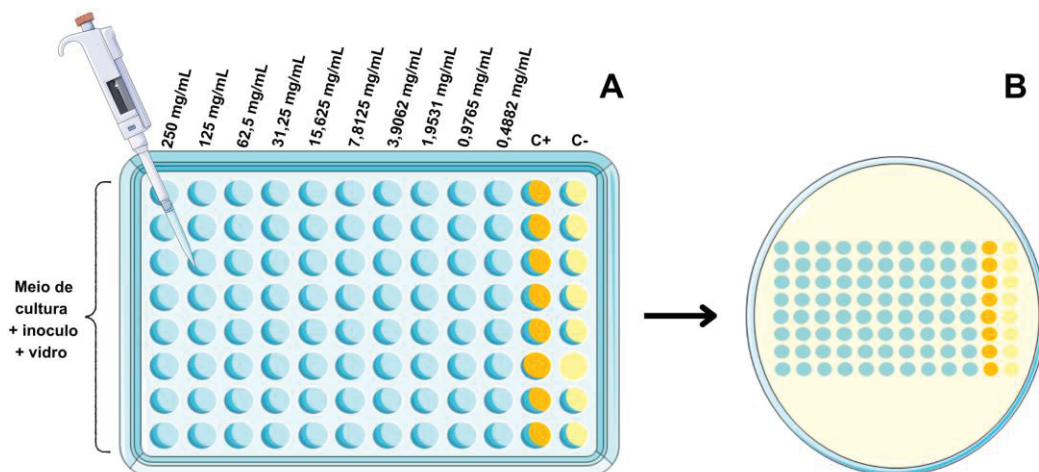 250 mg/mL
125 mg/mL
62,5 mg/mL
31,25 mg/mL
15,625 mg/mL
7,8125 mg/mL
3,9062 mg/mL
1,9531 mg/mL
0,9765 mg/mL
0,4882 mg/mL
C+
C-
A
B
Meio de
cultura
+ inoculo
+ vidro